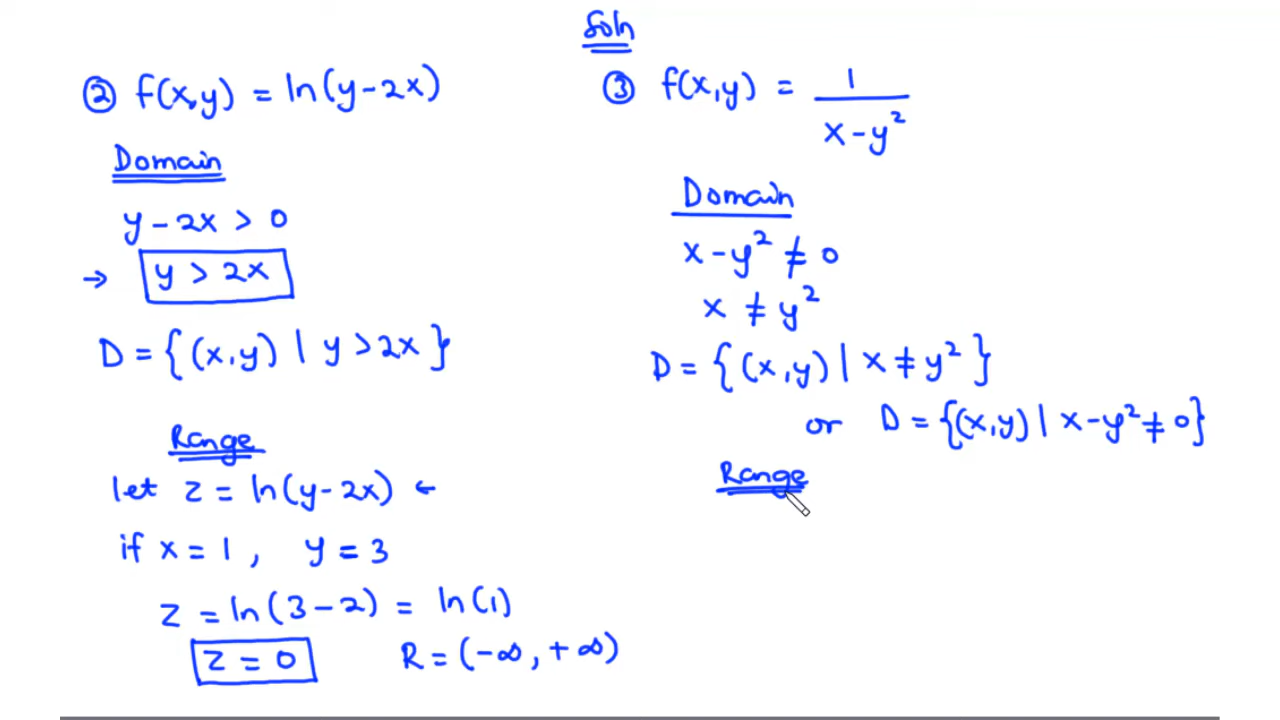 Soln
② f(x,y) = ln(y-2x)
Domain
y - 2x > 0
→ y > 2x
D = {(x,y) | y > 2x}
Range
let z = ln(y-2x) ←
if x = 1, y = 3
z = ln(3-2) = ln(1)
z = 0 R = (-∞, +∞)
③ f(x,y) = 1/(x-y²)
Domain
x - y² ≠ 0
x ≠ y²
D = {(x,y) | x ≠ y²}
or D = {(x,y) | x-y² ≠ 0}
Range